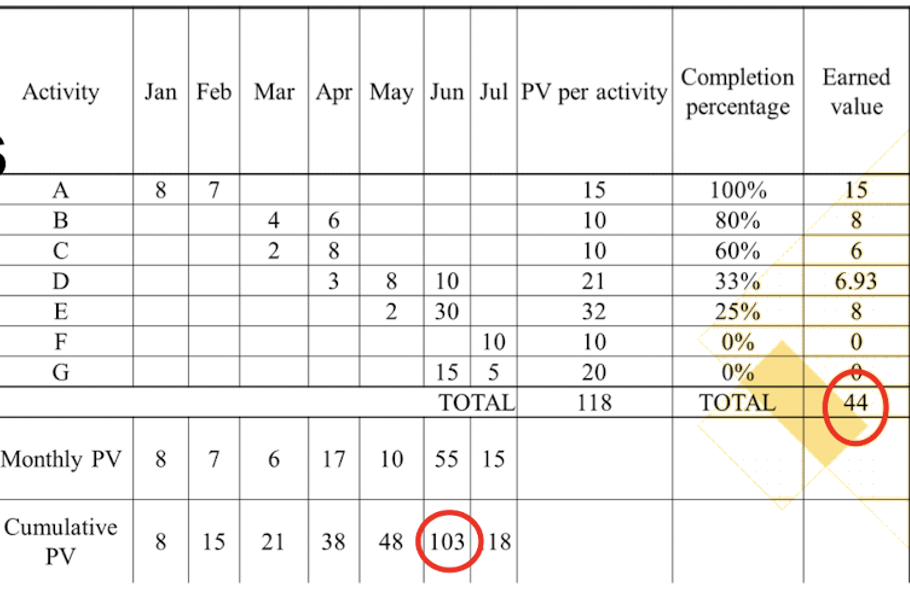 Activity Jan Feb Mar Apr May Jun Jul PV per activity Completion percentage Earned value
A 8 7 15 100% 15
B 4 6 10 80% 8
C 2 8 10 60% 6
D 3 8 10 21 33% 6.93
E 2 30 32 25% 8
F 10 10 0% 0
G 15 5 20 0% 0
TOTAL 118 TOTAL 44
Monthly PV 8 7 6 17 10 55 15
Cumulative PV 8 15 21 38 48 103 18